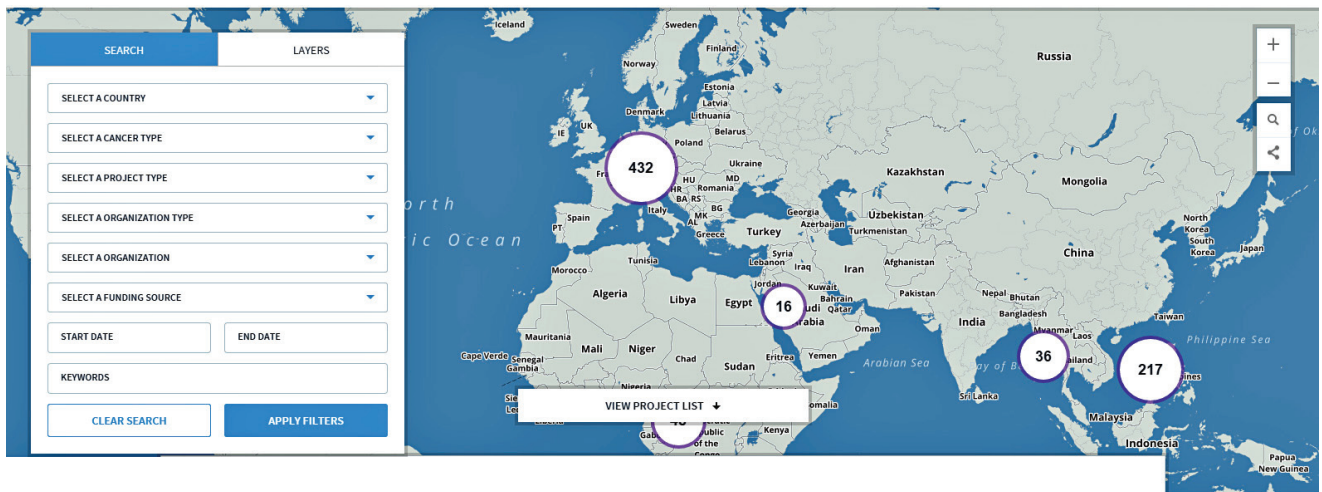 SEARCH
LAYERS
SELECT A COUNTRY
SELECT A CANCER TYPE
SELECT A PROJECT TYPE
SELECT A ORGANIZATION TYPE
SELECT A ORGANIZATION
SELECT A FUNDING SOURCE
START DATE
END DATE
KEYWORDS
CLEAR SEARCH
APPLY FILTERS
VIEW PROJECT LIST
Iceland
Sweden
Finland
Norway
Russia
Estonia
Latvia
Lithuania
Denmark
IE
UK
Belarus
Poland
432
Ukraine
Kazakhstan
Mongolia
HU
MD
HR
Romania
BA RS
Italy
BG
MK
AL
Spain
PT
Greece
Turkey
Georgia
Azerbaijan
Uzbekistan
Turkmenistan
North
Korea
South
Korea
Japan
China
ic Ocean
Tunisia
Morocco
Syria
Lebanon
Iraq
Iran
Afghanistan
Jordan
Kuwait
Pakistan
Nepal
Bhutan
Bangladesh
Algeria
Libya
Egypt
16
Bahrain
Qatar
Oman
India
Myanmar
Laos
Taiwan
Philippine Sea
Mauritania
Mali
Niger
Chad
Sudan
Eritrea
Yemen
Arabian Sea
36
217
Cape Verde
Senegal
Gambia
Nigeria
Sri Lanka
Malaysia
Indonesia
Kenya
of the
Papua
New Guinea